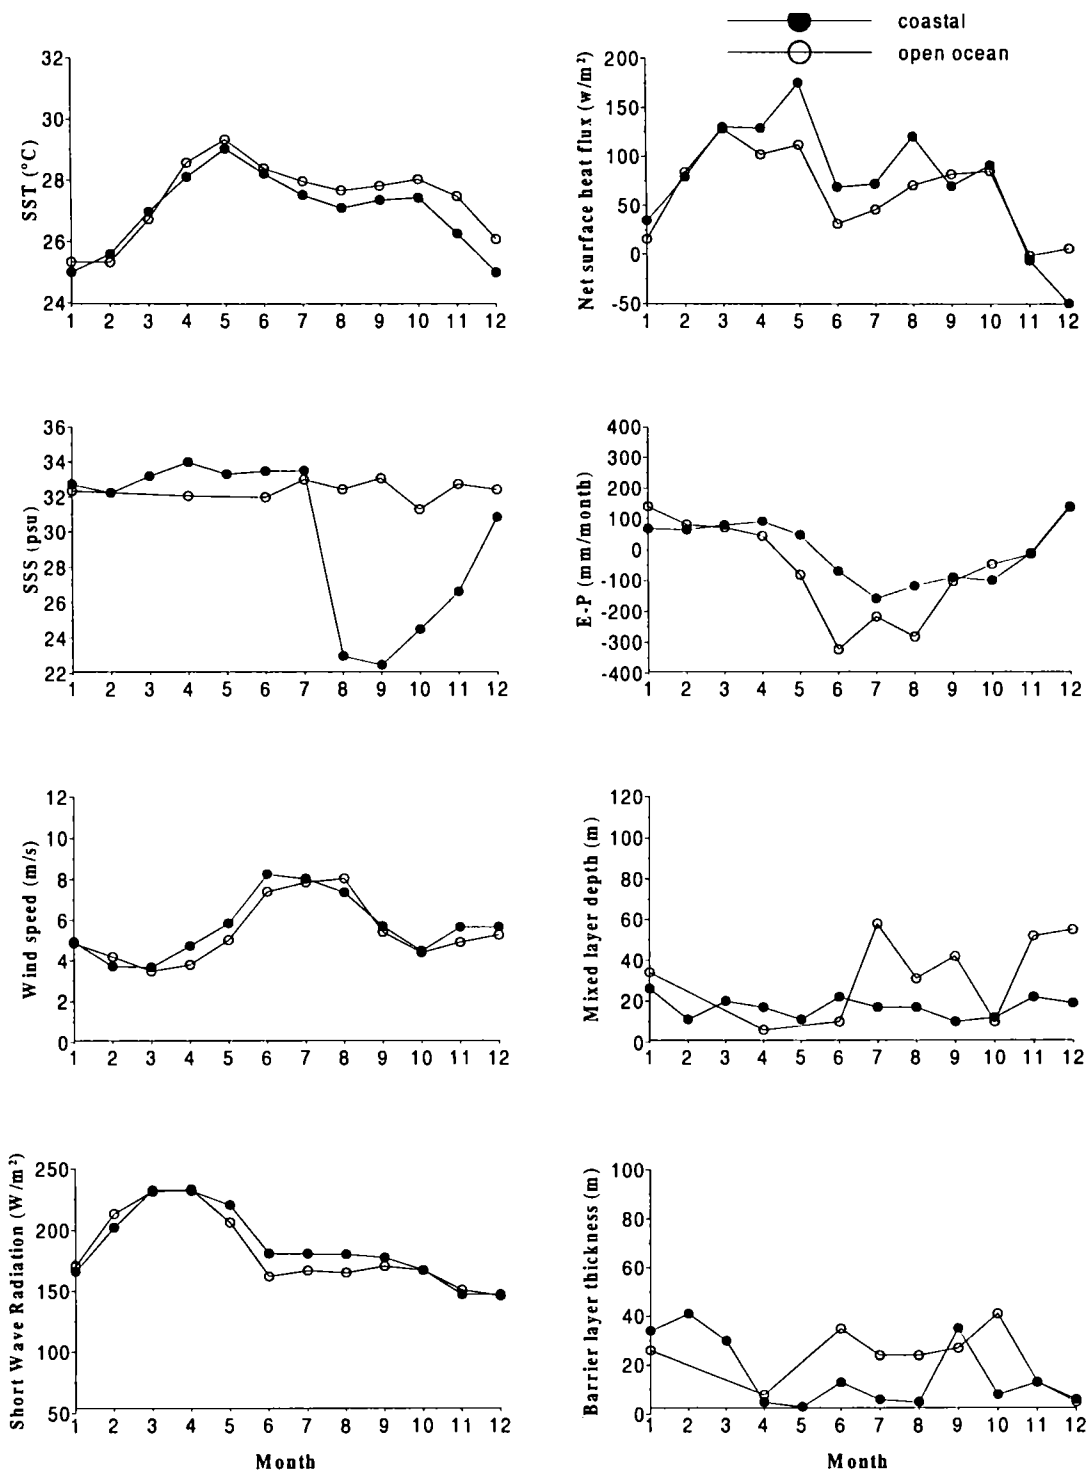 coastal
open ocean
SST (°C)
32
30
28
26
24
1 2 3 4 5 6 7 8 9 10 11 12
Net surface heat flux (w/m²)
200
150
100
50
0
-50
1 2 3 4 5 6 7 8 9 10 11 12
SSS (psu)
36
34
32
30
28
26
24
22
1 2 3 4 5 6 7 8 9 10 11 12
E-P (mm/month)
400
300
200
100
0
-100
-200
-300
-400
1 2 3 4 5 6 7 8 9 10 11 12
Wind speed (m/s)
12
10
8
6
4
2
0
1 2 3 4 5 6 7 8 9 10 11 12
Mixed layer depth (m)
120
100
80
60
40
20
0
1 2 3 4 5 6 7 8 9 10 11 12
Short Wave Radiation (W/m²)
250
200
150
100
50
1 2 3 4 5 6 7 8 9 10 11 12
Month
Barrier layer thickness (m)
100
80
60
40
20
0
1 2 3 4 5 6 7 8 9 10 11 12
Month